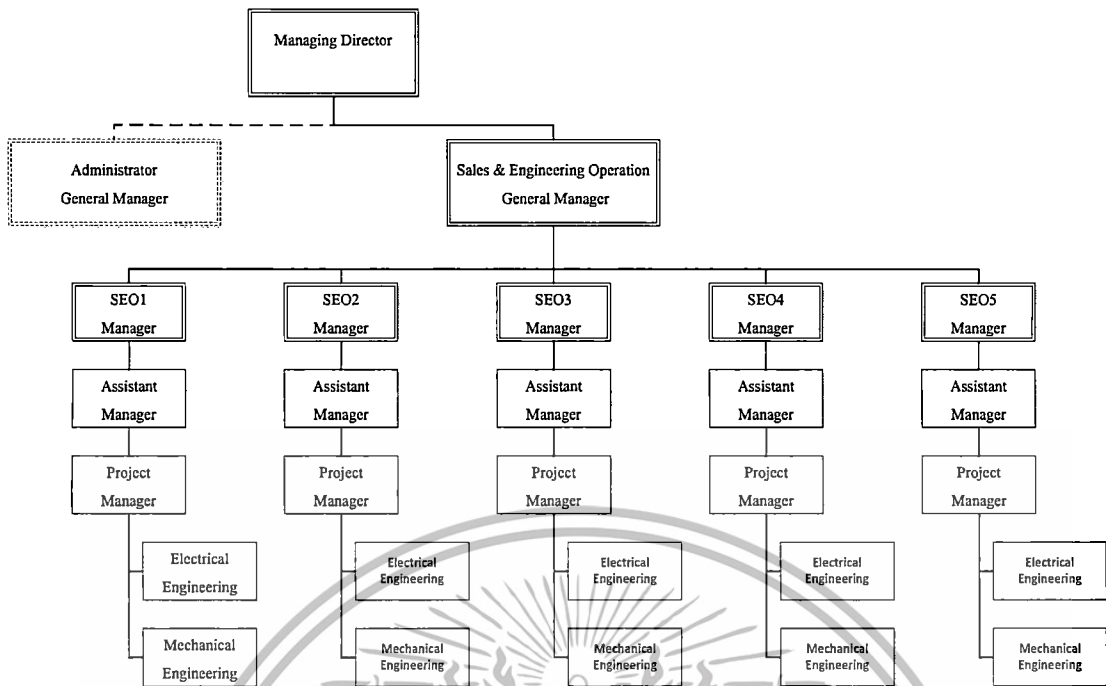 Managing Director
Administrator
General Manager
Sales & Engineering Operation
General Manager
SEO1
Manager
SEO2
Manager
SEO3
Manager
SEO4
Manager
SEO5
Manager
Assistant
Manager
Assistant
Manager
Assistant
Manager
Assistant
Manager
Assistant
Manager
Project
Manager
Project
Manager
Project
Manager
Project
Manager
Project
Manager
Electrical
Engineering
Electrical
Engineering
Electrical
Engineering
Electrical
Engineering
Electrical
Engineering
Mechanical
Engineering
Mechanical
Engineering
Mechanical
Engineering
Mechanical
Engineering
Mechanical
Engineering